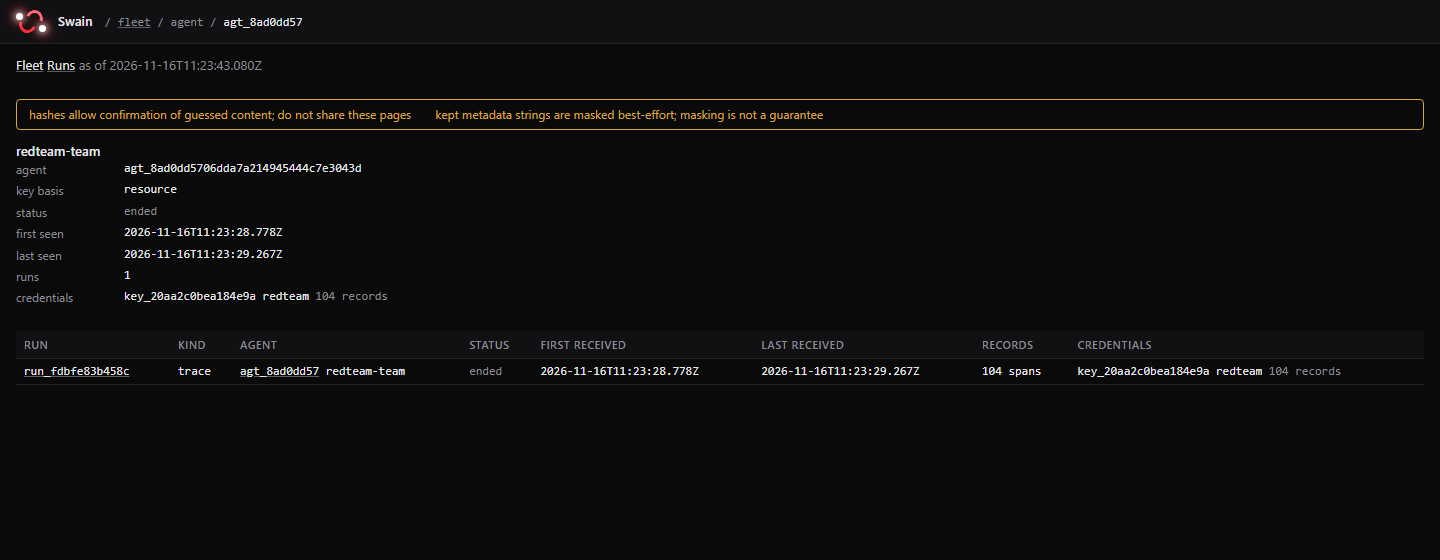 Swain / fleet / agent / agt_8ad0dd57
Fleet Runs as of 2026-11-16T11:23:43.080Z
hashes allow confirmation of guessed content; do not share these pages kept metadata strings are masked best-effort; masking is not a guarantee
redteam-team
agent agt_8ad0dd5706dda7a214945444c7e3043d
key basis resource
status ended
first seen 2026-11-16T11:23:28.778Z
last seen 2026-11-16T11:23:29.267Z
runs 1
credentials key_20aa2c0bea184e9a redteam 104 records
RUN KIND AGENT STATUS FIRST RECEIVED LAST RECEIVED RECORDS CREDENTIALS
run_fdbfe83b458c trace agt_8ad0dd57 redteam-team ended 2026-11-16T11:23:28.778Z 2026-11-16T11:23:29.267Z 104 spans key_20aa2c0bea184e9a redteam 104 records